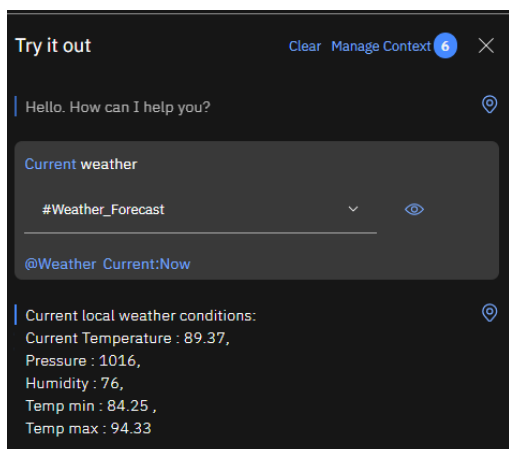 Try it out Clear Manage Context 6
Hello. How can I help you?
Current weather
#Weather_Forecast
@Weather Current:Now
Current local weather conditions:
Current Temperature : 89.37,
Pressure : 1016,
Humidity : 76,
Temp min : 84.25 ,
Temp max : 94.33